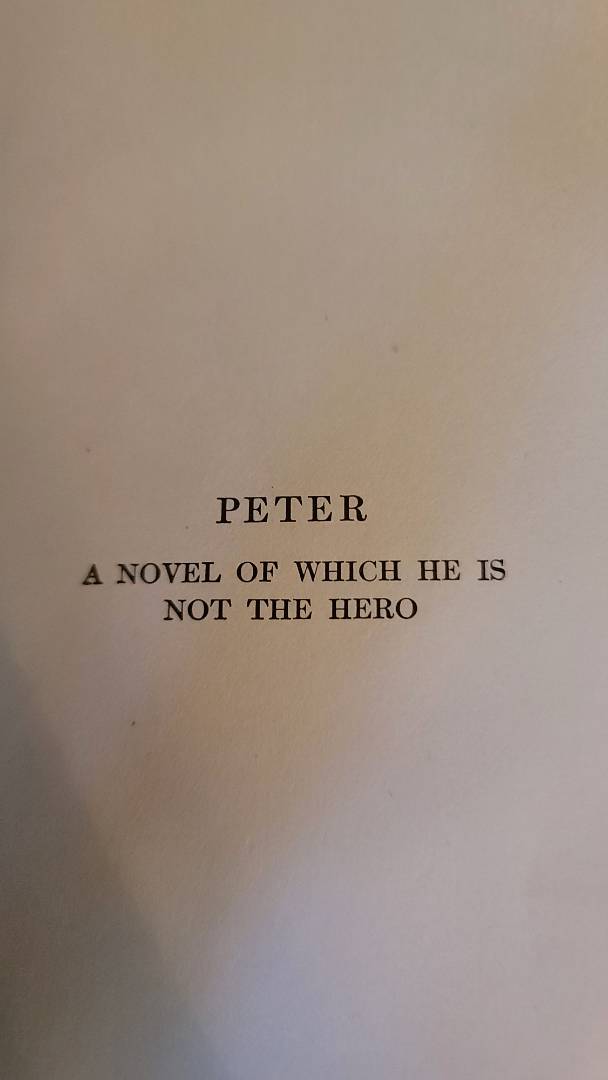 PETER
A NOVEL OF WHICH HE IS
NOT THE HERO